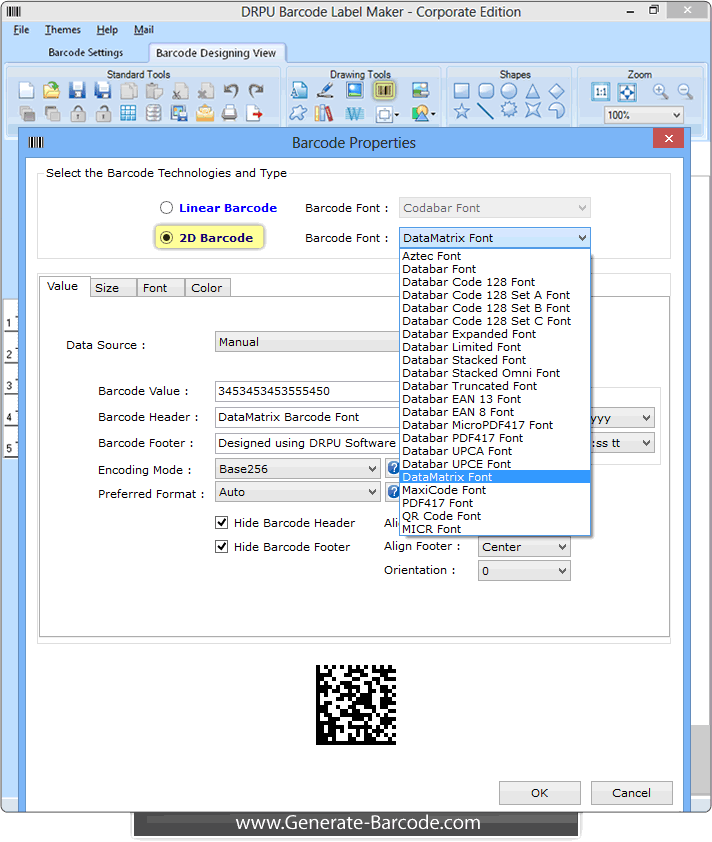 DRPU Barcode Label Maker - Corporate Edition
File Themes Help Mail
Barcode Settings Barcode Designing View
Standard Tools Drawing Tools Shapes Zoom
1:1
100%
Barcode Properties
Select the Barcode Technologies and Type
Linear Barcode Barcode Font : Codabar Font
2D Barcode Barcode Font : DataMatrix Font
Aztec Font
Databar Font
Databar Code 128 Font
Databar Code 128 Set A Font
Databar Code 128 Set B Font
Databar Code 128 Set C Font
Databar Expanded Font
Databar Limited Font
Databar Stacked Font
Databar Stacked Omni Font
Databar Truncated Font
Databar EAN 13 Font
Databar EAN 8 Font
Databar MicroPDF417 Font
Databar PDF417 Font
Databar UPCA Font
Databar UPCE Font
DataMatrix Font
MaxiCode Font
PDF417 Font
QR Code Font
MICR Font
Value Size Font Color
1
2
3
4
5
Data Source : Manual
Barcode Value : 3453453453555450
Barcode Header : DataMatrix Barcode Font
yyy
Barcode Footer : Designed using DRPU Software
:ss tt
Encoding Mode : Base256 ?
Preferred Format : Auto ?
Hide Barcode Header
Hide Barcode Footer Align Footer : Center
Orientation : 0
OK Cancel
www.Generate-Barcode.com